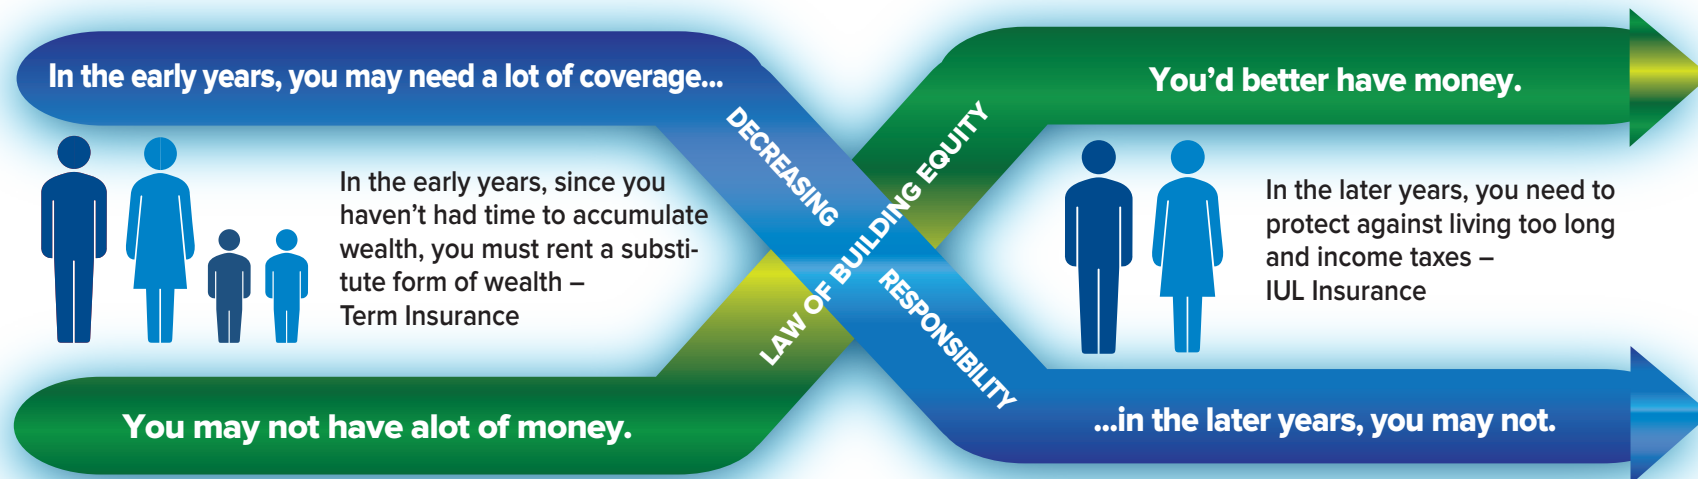 In the early years, you may need a lot of coverage...
You’d better have money.
DECREASING
RESPONSIBILITY
LAW OF BUILDING EQUITY
In the early years, since you
haven’t had time to accumulate
wealth, you must rent a substi-
tute form of wealth –
Term Insurance
In the later years, you need to
protect against living too long
and income taxes –
IUL Insurance
You may not have alot of money.
...in the later years, you may not.